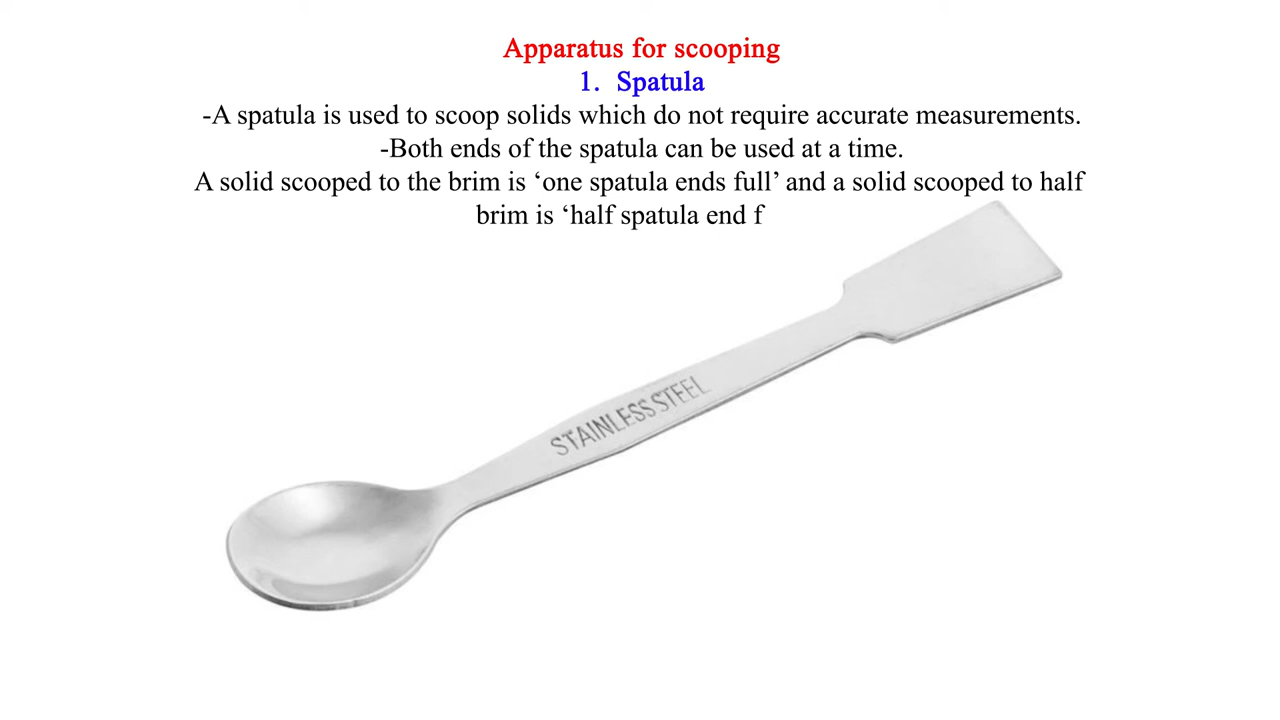 Apparatus for scooping
1. Spatula
-A spatula is used to scoop solids which do not require accurate measurements.
-Both ends of the spatula can be used at a time.
A solid scooped to the brim is ‘one spatula ends full’ and a solid scooped to half
brim is ‘half spatula end f
STAINLESS STEEL